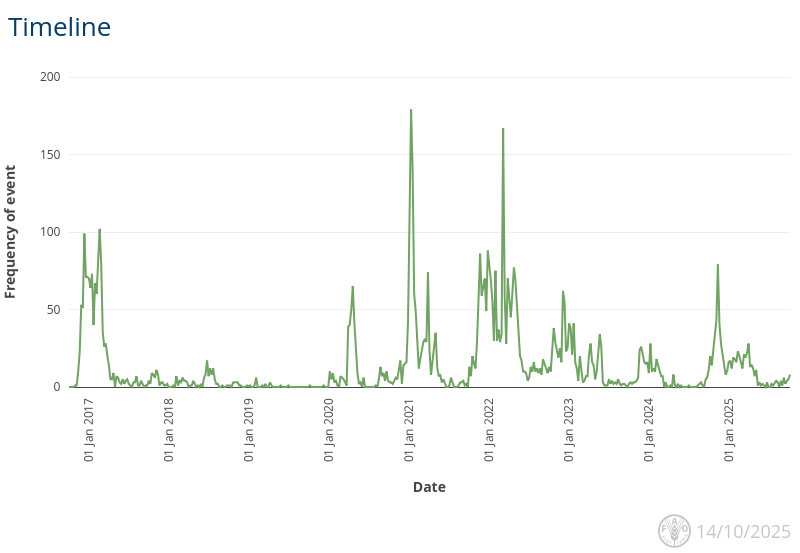 Timeline
Frequency of event
200
150
100
50
0
01 Jan 2017
01 Jan 2018
01 Jan 2019
01 Jan 2020
01 Jan 2021
01 Jan 2022
01 Jan 2023
01 Jan 2024
01 Jan 2025
Date
FAO
14/10/2025